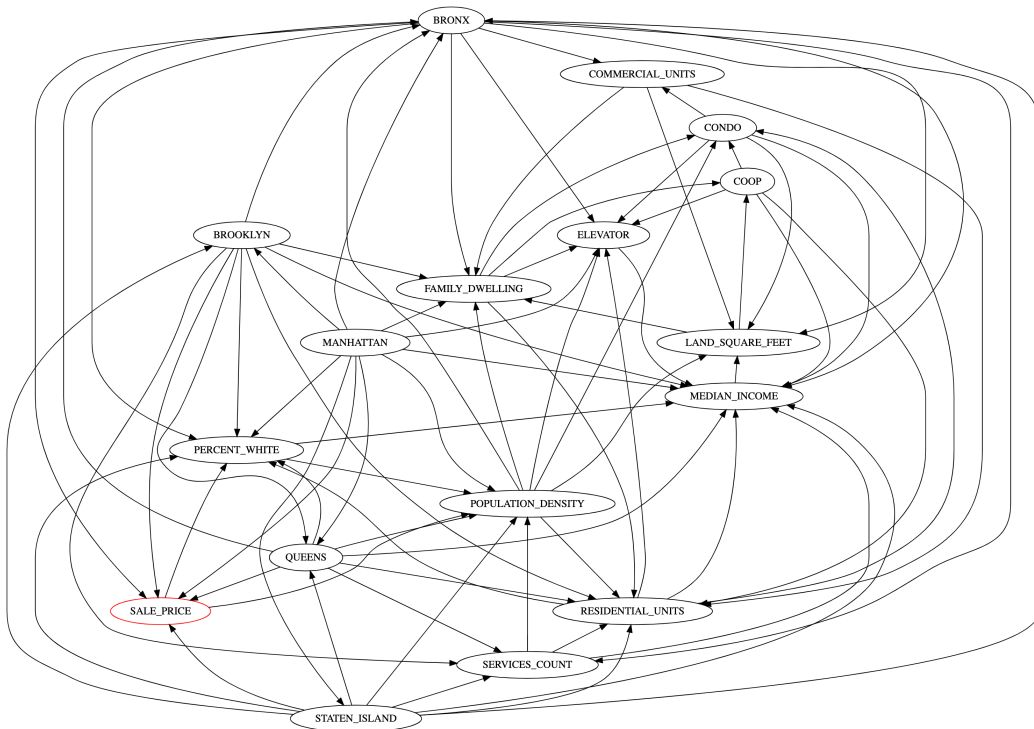 BRONX
COMMERCIAL_UNITS
CONDO
COOP
BROOKLYN
ELEVATOR
FAMILY_DWELLING
MANHATTAN
LAND_SQUARE_FEET
MEDIAN_INCOME
PERCENT_WHITE
POPULATION_DENSITY
QUEENS
SALE_PRICE
RESIDENTIAL_UNITS
SERVICES_COUNT
STATEN_ISLAND